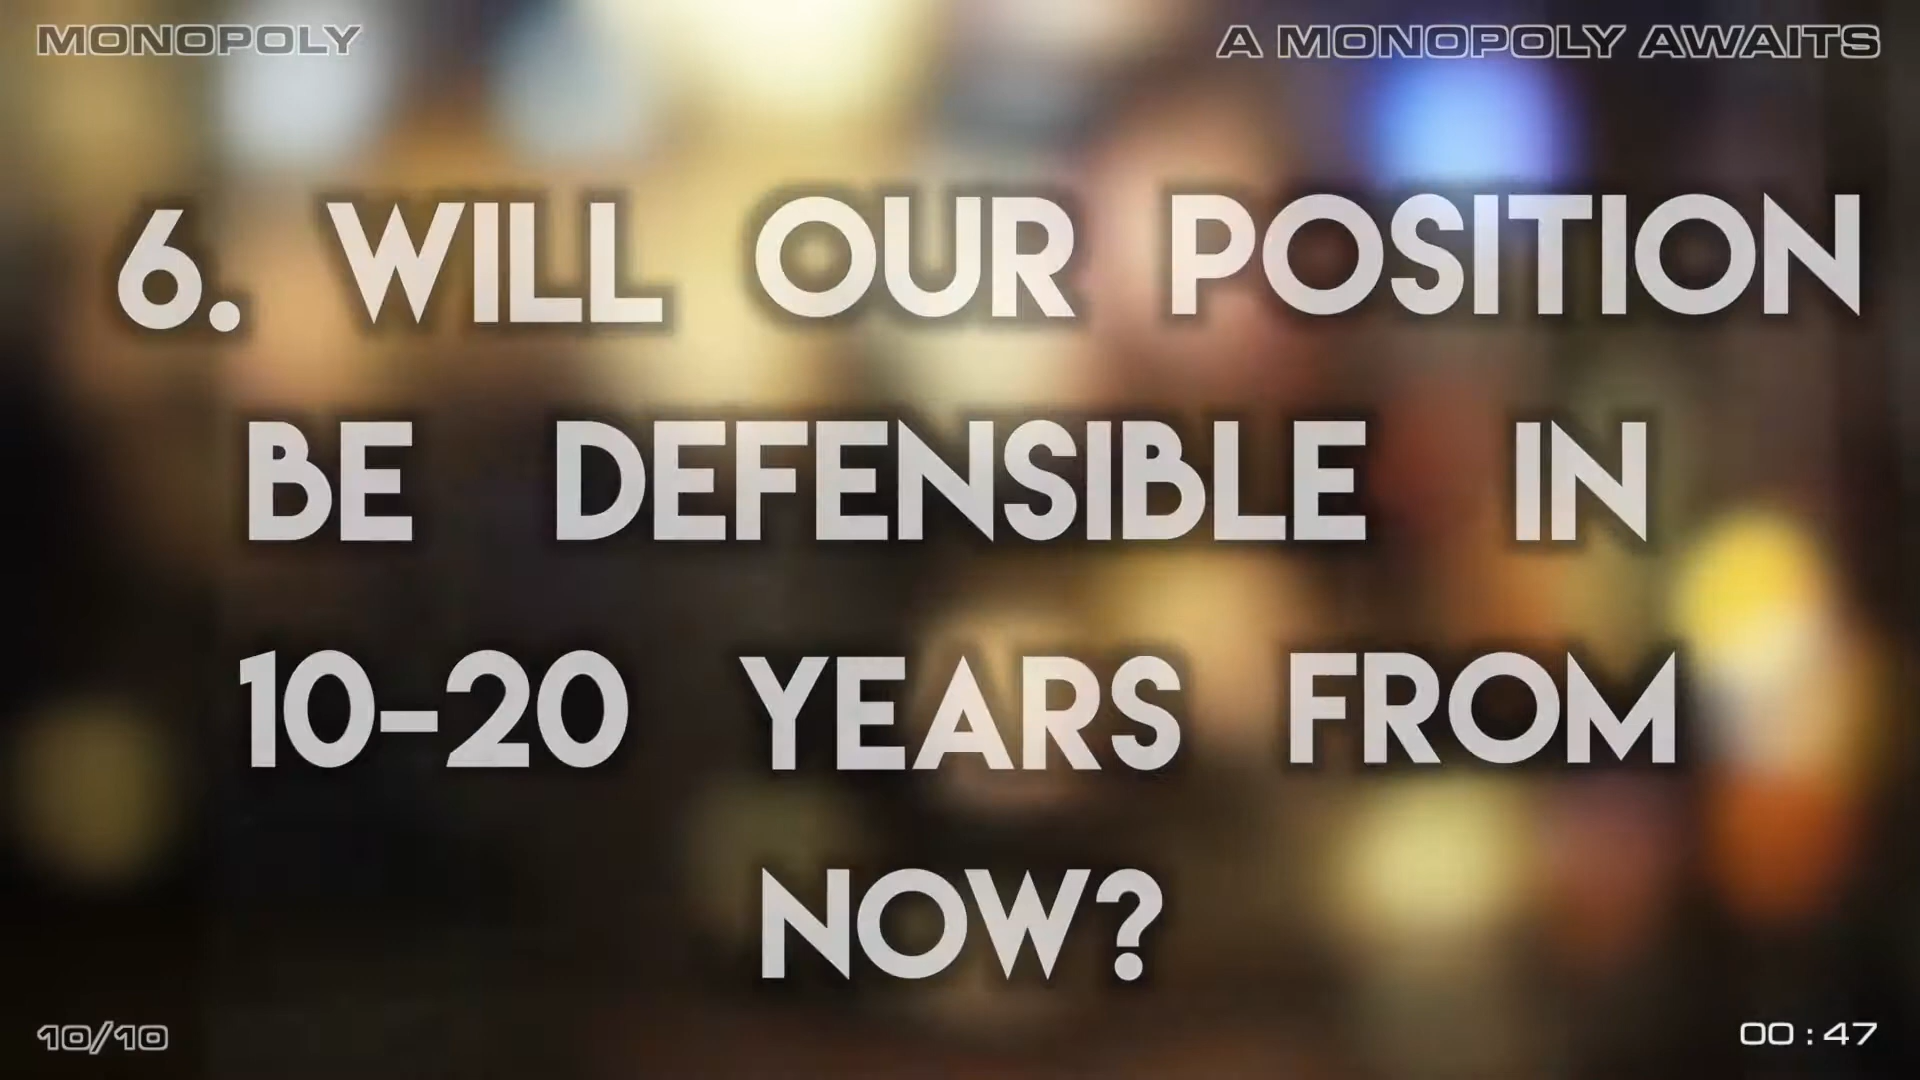 MONOPOLY
A MONOPOLY AWAITS
6. WILL OUR POSITION
BE DEFENSIBLE IN
10-20 YEARS FROM
NOW?
10/10
00 : 47